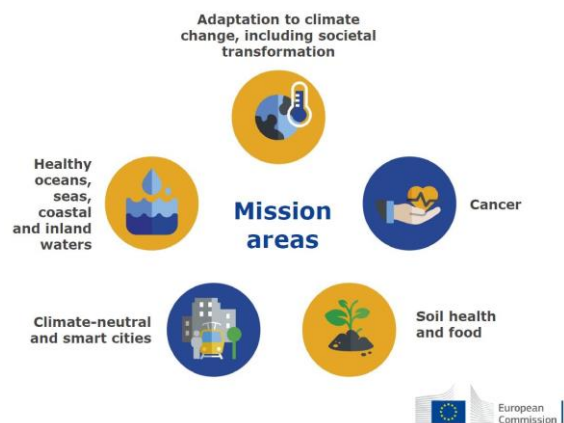 Adaptation to climate
change, including societal
transformation
Healthy
oceans,
seas,
coastal
and inland
waters
Mission
areas
Cancer
Climate-neutral
and smart cities
Soil health
and food
European
Commission